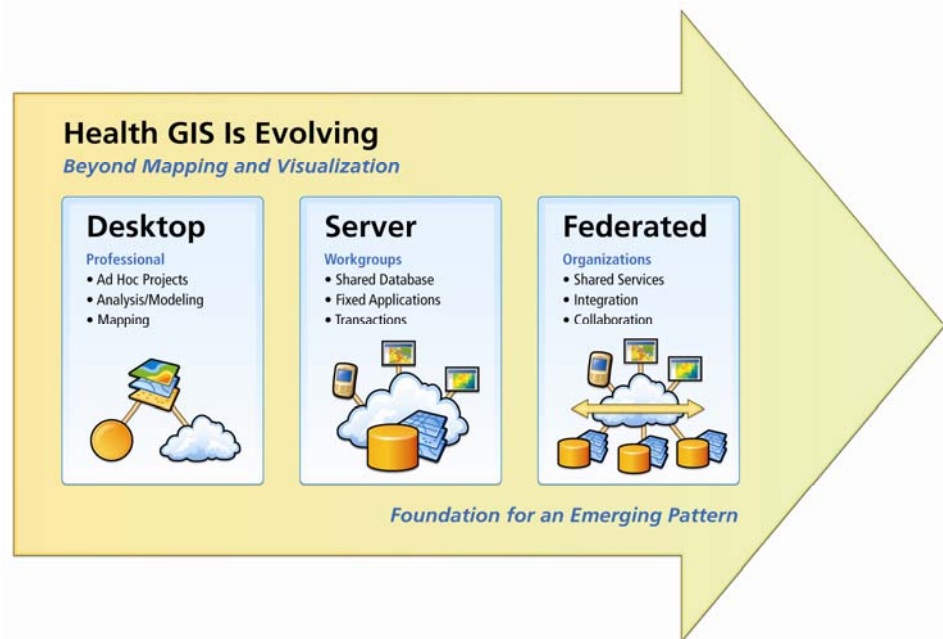 Health GIS Is Evolving
Beyond Mapping and Visualization
Desktop
Professional
• Ad Hoc Projects
• Analysis/Modeling
• Mapping
Server
Workgroups
• Shared Database
• Fixed Applications
• Transactions
Federated
Organizations
• Shared Services
• Integration
• Collaboration
Foundation for an Emerging Pattern